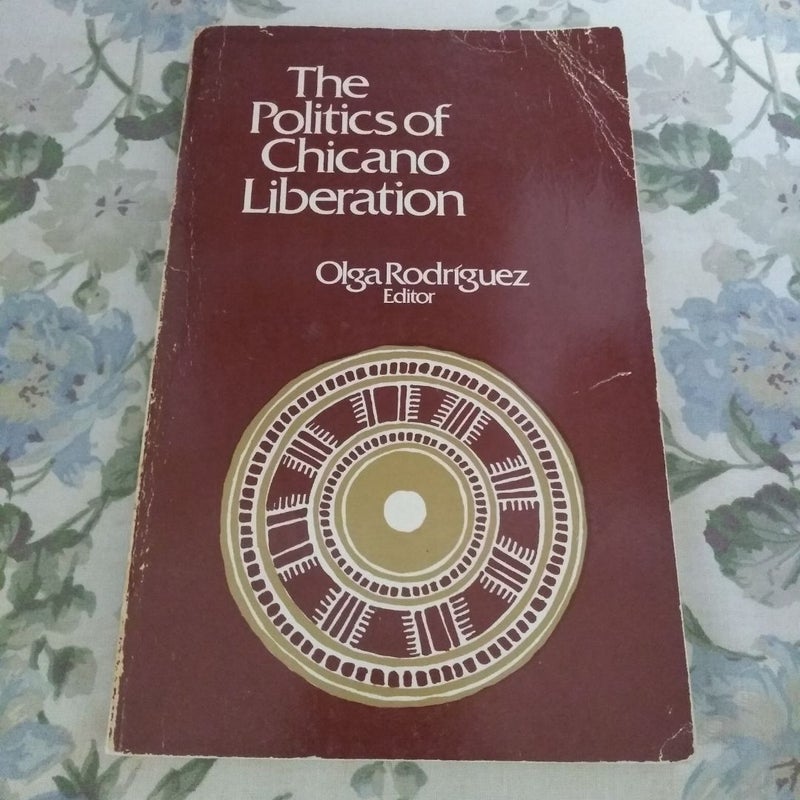 The
Politics of
Chicano
Liberation
Olga Rodríguez
Editor